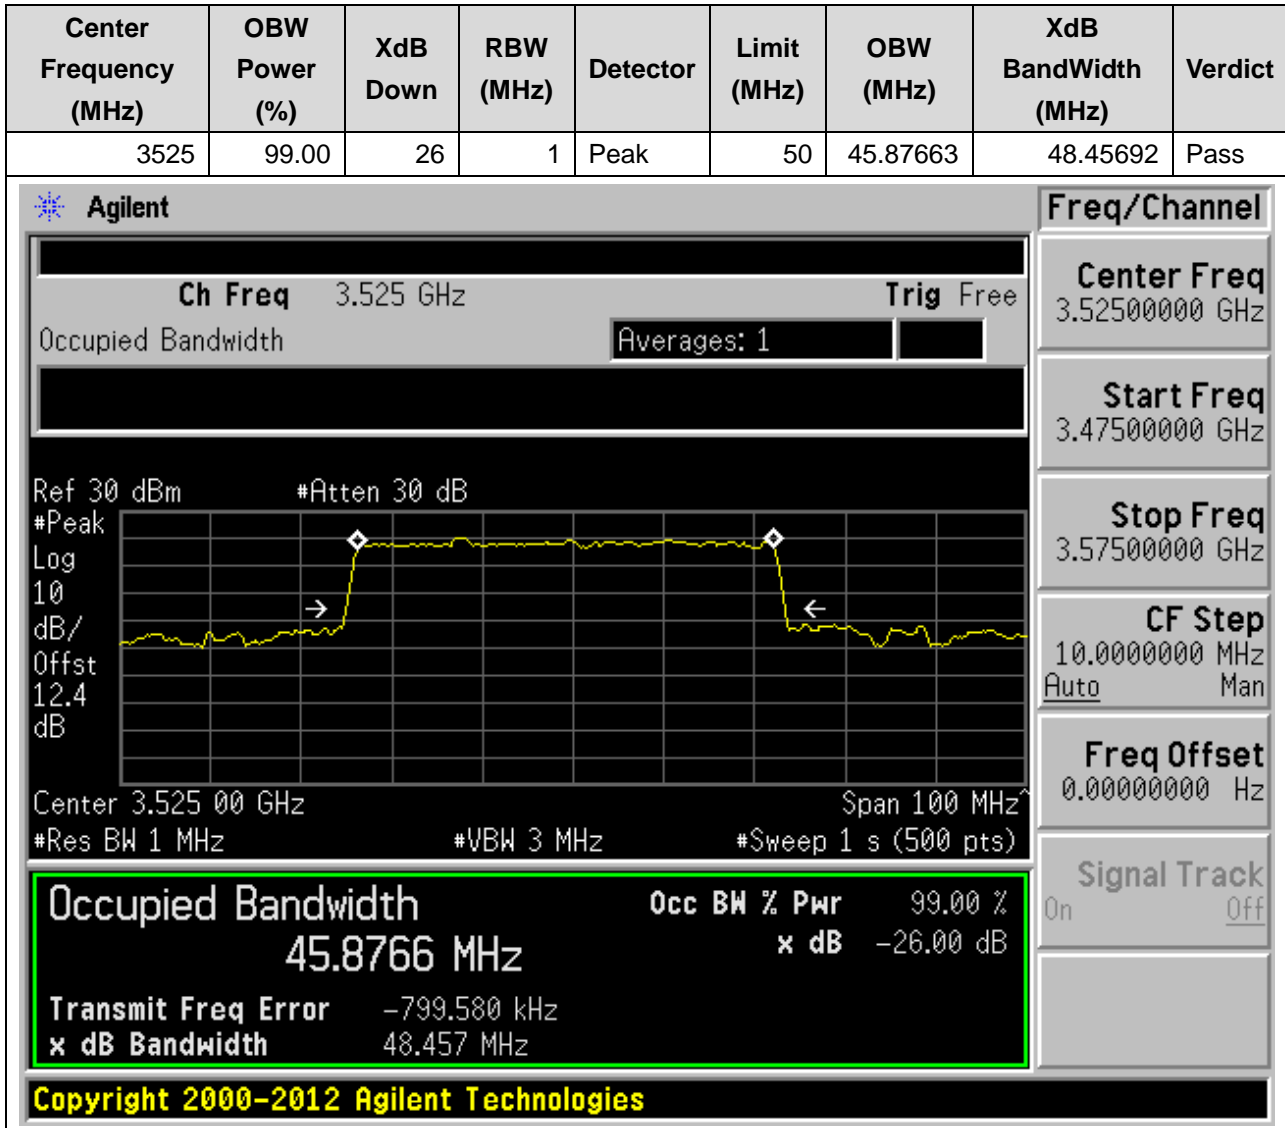 Center Frequency (MHz) OBW Power (%) XdB Down RBW (MHz) Detector Limit (MHz) OBW (MHz) XdB BandWidth (MHz) Verdict
3525 99.00 26 1 Peak 50 45.87663 48.45692 Pass
Agilent
Freq/Channel
Ch Freq 3.525 GHz Trig Free
Occupied Bandwidth Averages: 1
Center Freq
3.52500000 GHz
Start Freq
3.47500000 GHz
Stop Freq
3.57500000 GHz
CF Step
10.0000000 MHz
Auto Man
Freq Offset
0.00000000 Hz
Signal Track
On Off
Ref 30 dBm #Atten 30 dB
#Peak
Log
10
dB/
Offst
12.4
dB
Center 3.525 00 GHz Span 100 MHz^
#Res BW 1 MHz #VBW 3 MHz #Sweep 1 s (500 pts)
Occupied Bandwidth Occ BW % Pwr 99.00 %
45.8766 MHz x dB -26.00 dB
Transmit Freq Error -799.580 kHz
x dB Bandwidth 48.457 MHz
Copyright 2000-2012 Agilent Technologies